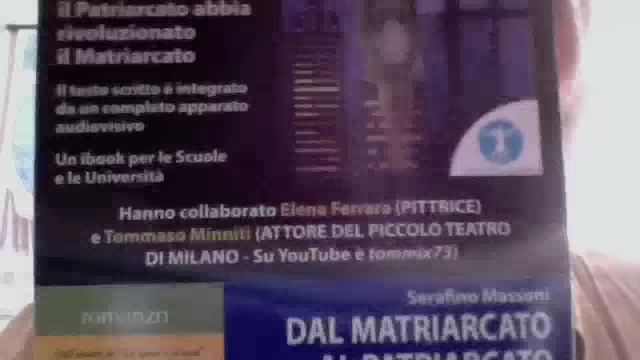 il Patriarcato abbia
rivoluzionato
il Matriarcato
Il testo scritto è integrato
da un completo apparato
audiovisivo
Un ibook per le Scuole
e le Università
Hanno collaborato Elena Ferrara (PITTRICE)
e Tommaso Minniti (ATTORE DEL PICCOLO TEATRO
DI MILANO - Su YouTube è tommix73)
romanzo
Serafino Massoni
DAL MATRIARCATO
AL PATRIARCATO